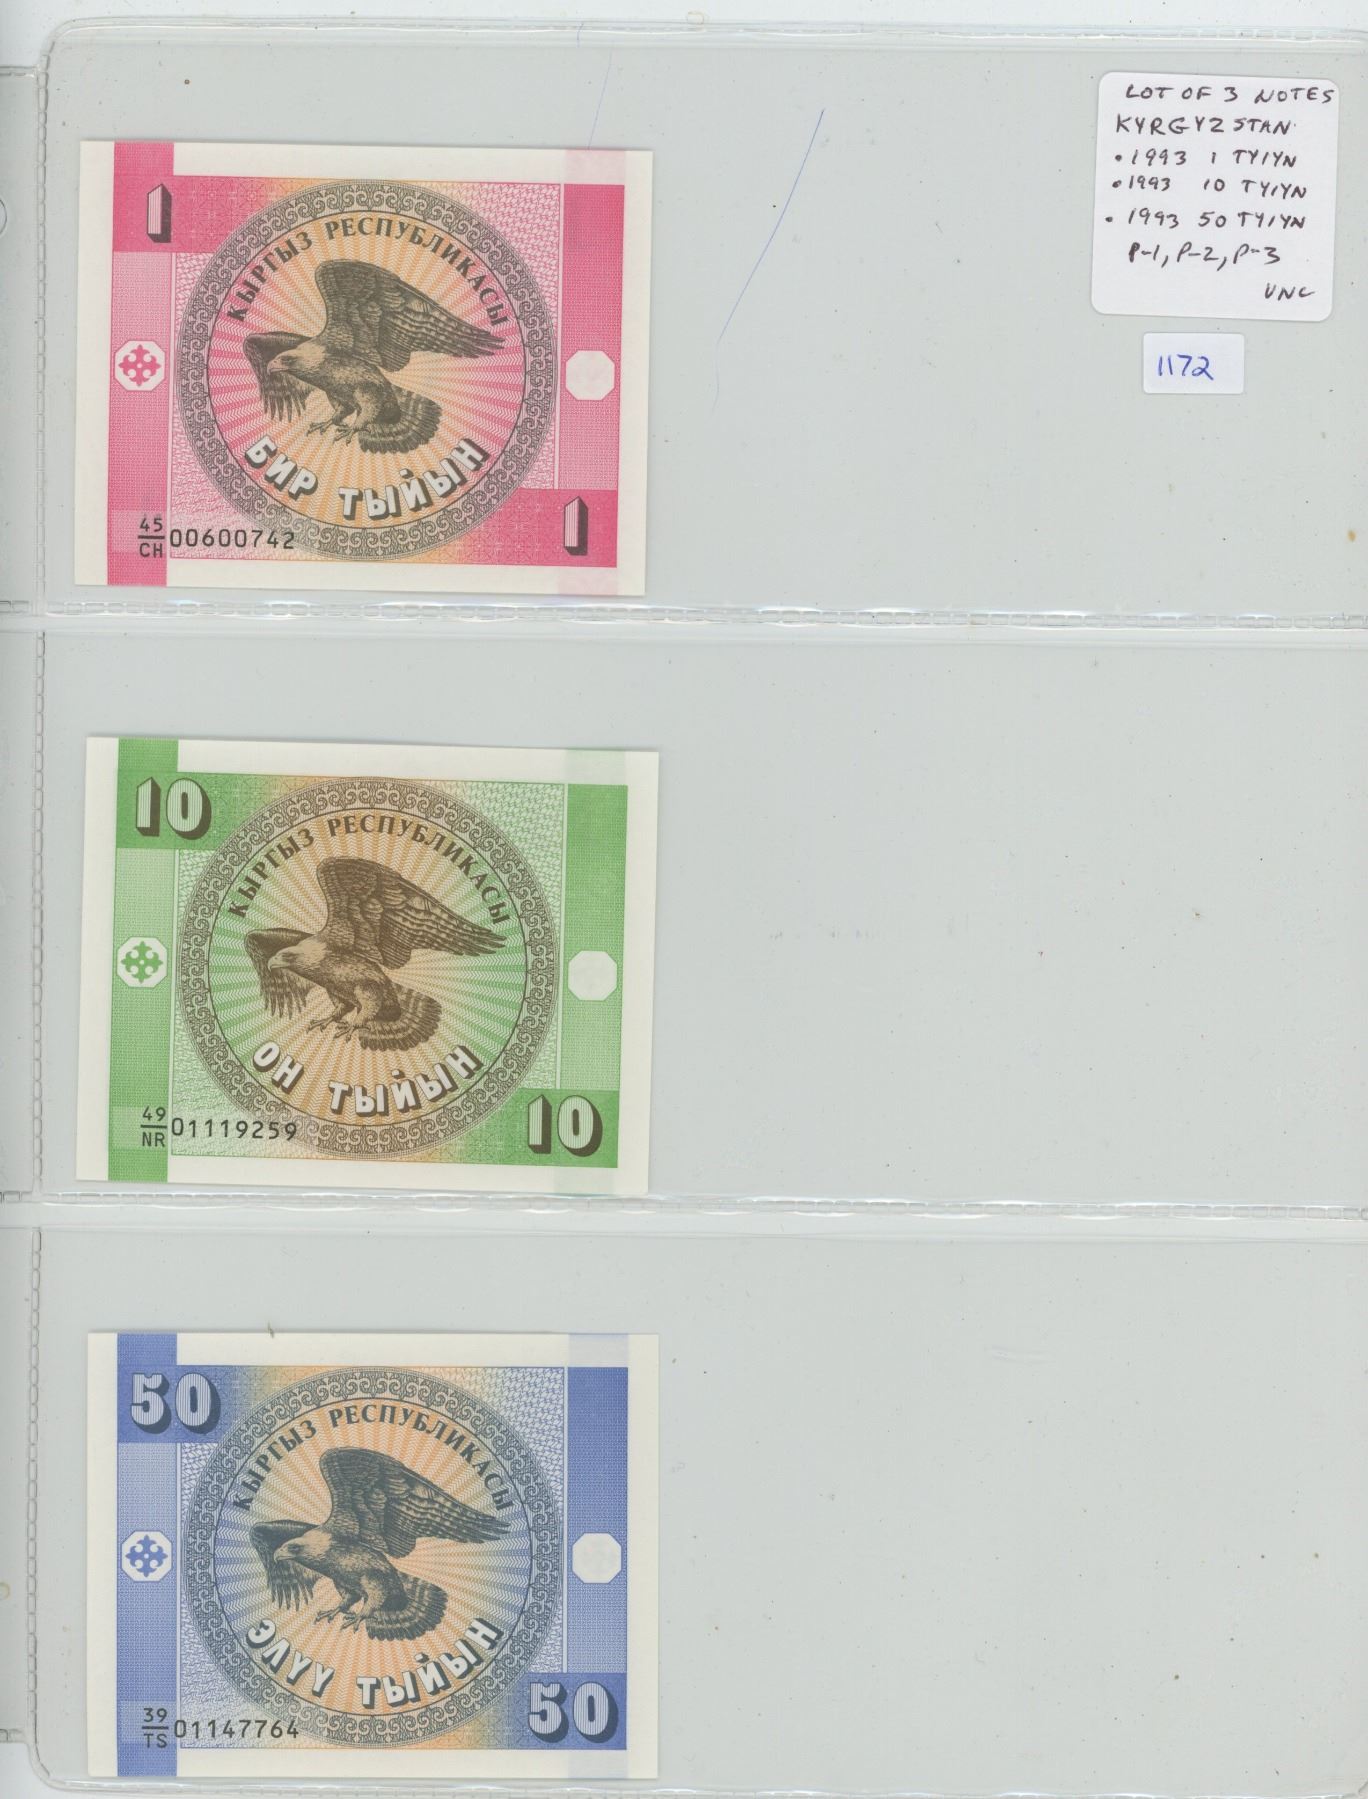 LOT OF 3 NOTES
KYRGYZSTAN
• 1993 1 TYIYN
• 1993 10 TYIYN
• 1993 50 TYIYN
P-1, P-2, P-3
UNC
1172
1
КЫРГЫЗ РЕСПУБЛИКАСЫ
БИР ТЫЙЫН
45
CH 00600742
1
10
КЫРГЫЗ РЕСПУБЛИКАСЫ
ОН ТЫЙЫН
49
NR 01119259
10
50
КЫРГЫЗ РЕСПУБЛИКАСЫ
ЭЛҮҮ ТЫЙЫН
39
TS 01147764
50